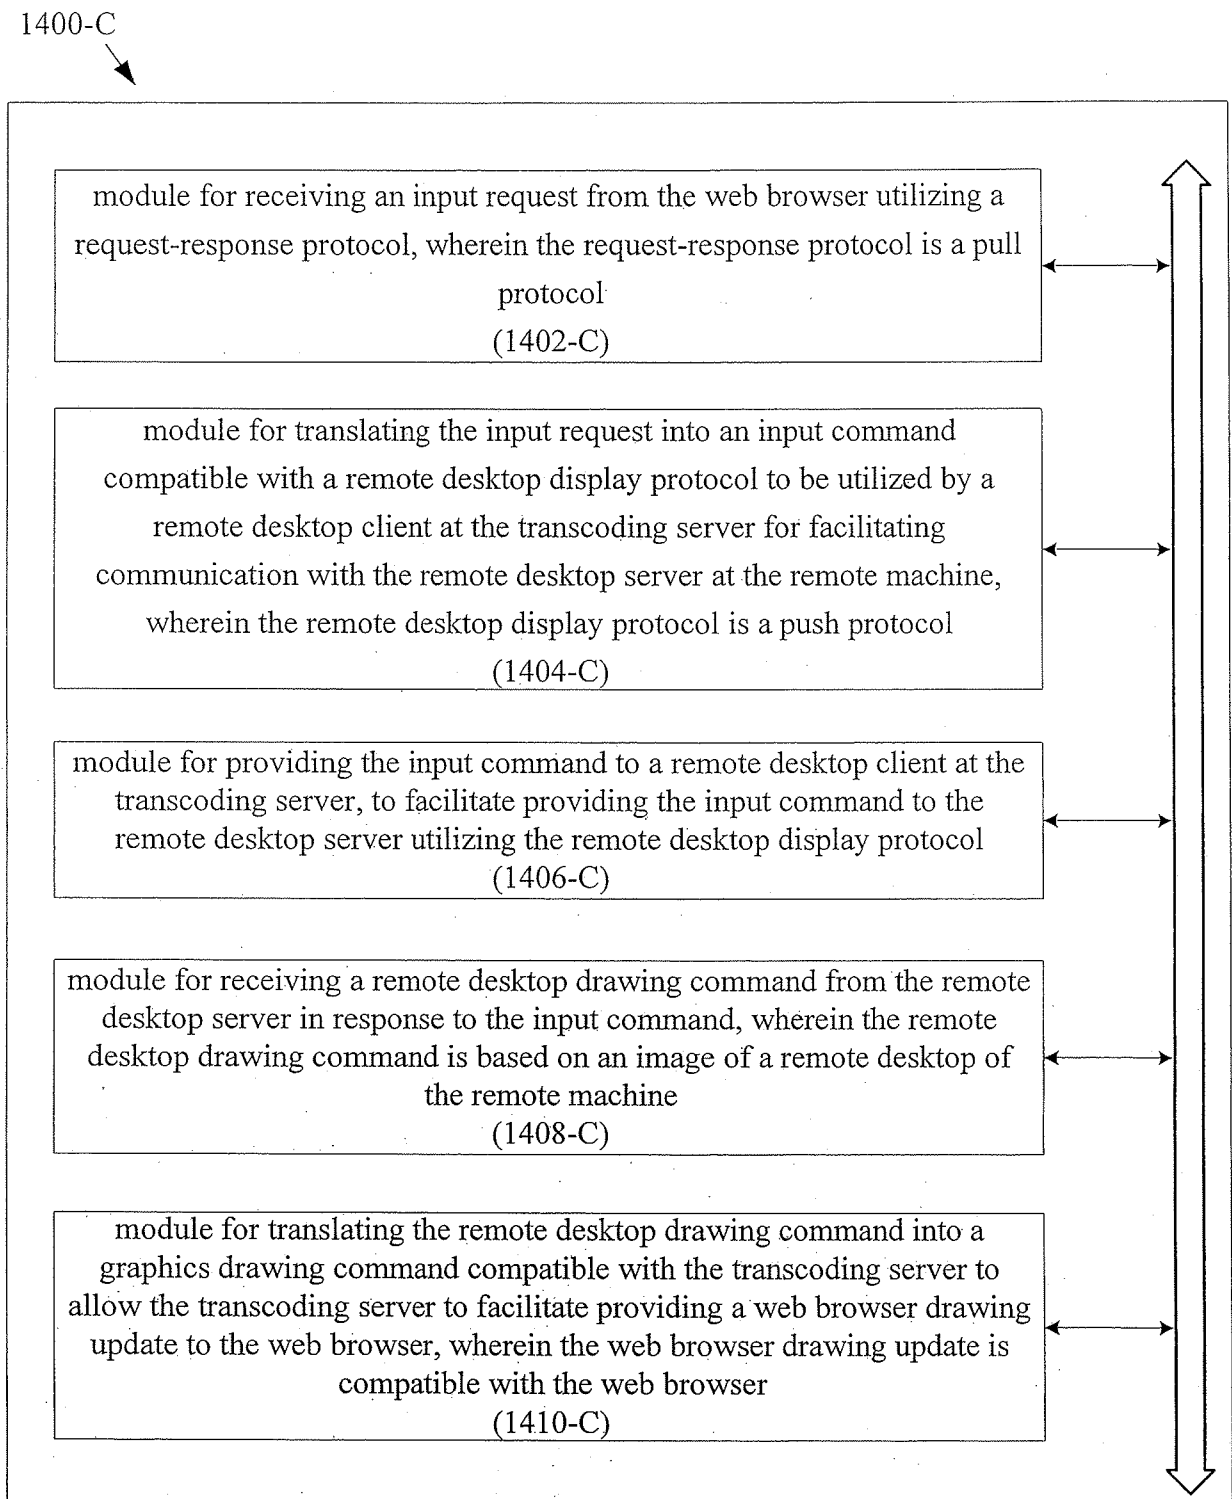 1400-C
module for receiving an input request from the web browser utilizing a
request-response protocol, wherein the request-response protocol is a pull
protocol
(1402-C)
module for translating the input request into an input command
compatible with a remote desktop display protocol to be utilized by a
remote desktop client at the transcoding server for facilitating
communication with the remote desktop server at the remote machine,
wherein the remote desktop display protocol is a push protocol
(1404-C)
module for providing the input command to a remote desktop client at the
transcoding server, to facilitate providing the input command to the
remote desktop server utilizing the remote desktop display protocol
(1406-C)
module for receiving a remote desktop drawing command from the remote
desktop server in response to the input command, wherein the remote
desktop drawing command is based on an image of a remote desktop of
the remote machine
(1408-C)
module for translating the remote desktop drawing command into a
graphics drawing command compatible with the transcoding server to
allow the transcoding server to facilitate providing a web browser drawing
update to the web browser, wherein the web browser drawing update is
compatible with the web browser
(1410-C)